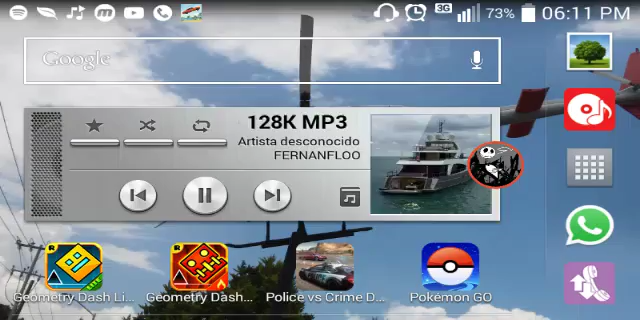 3G 73% 06:11 PM
Google
128K MP3
Artista desconocido
FERNANFLOO
Geometry Dash Li...
Geometry Dash...
Police vs Crime D...
Pokémon GO